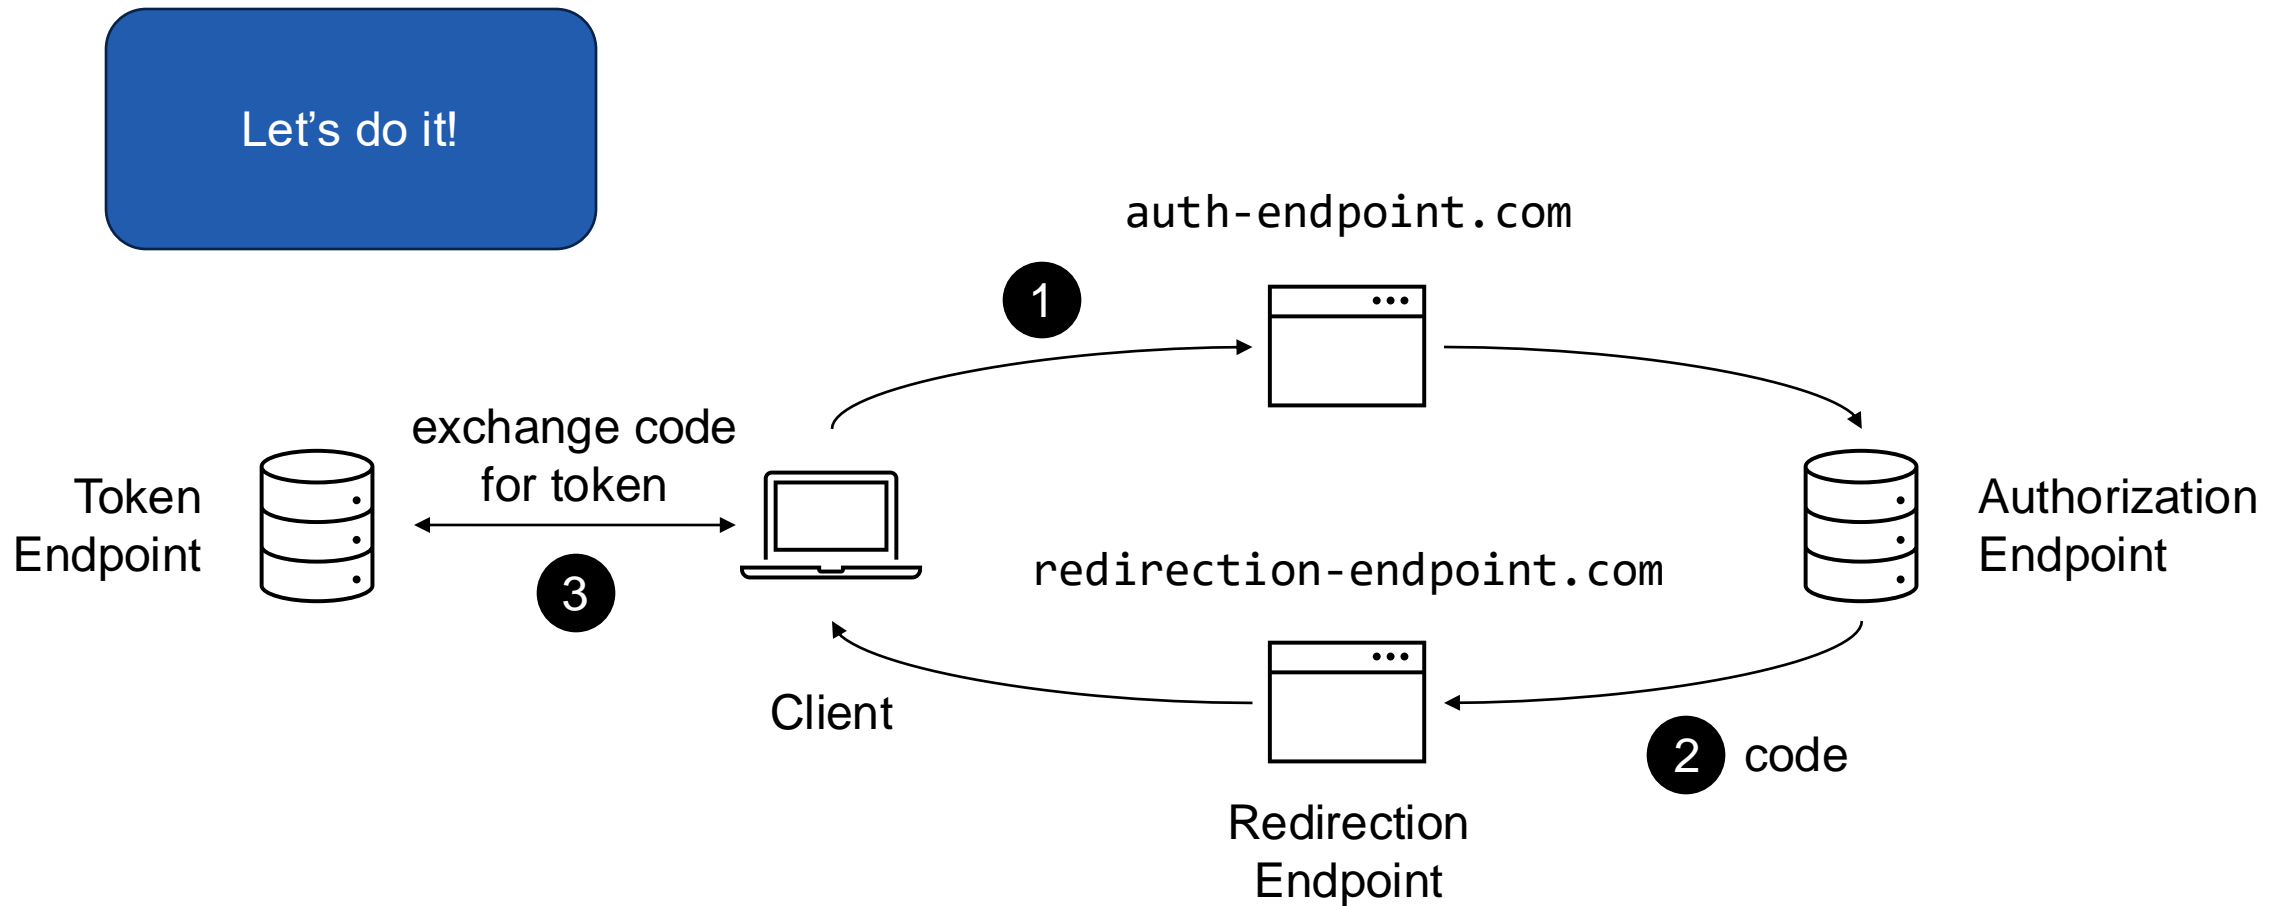 Let’s do it!
auth-endpoint.com
1
exchange code
for token
Token
Endpoint
3
Authorization
Endpoint
redirection-endpoint.com
Client
2 code
Redirection
Endpoint